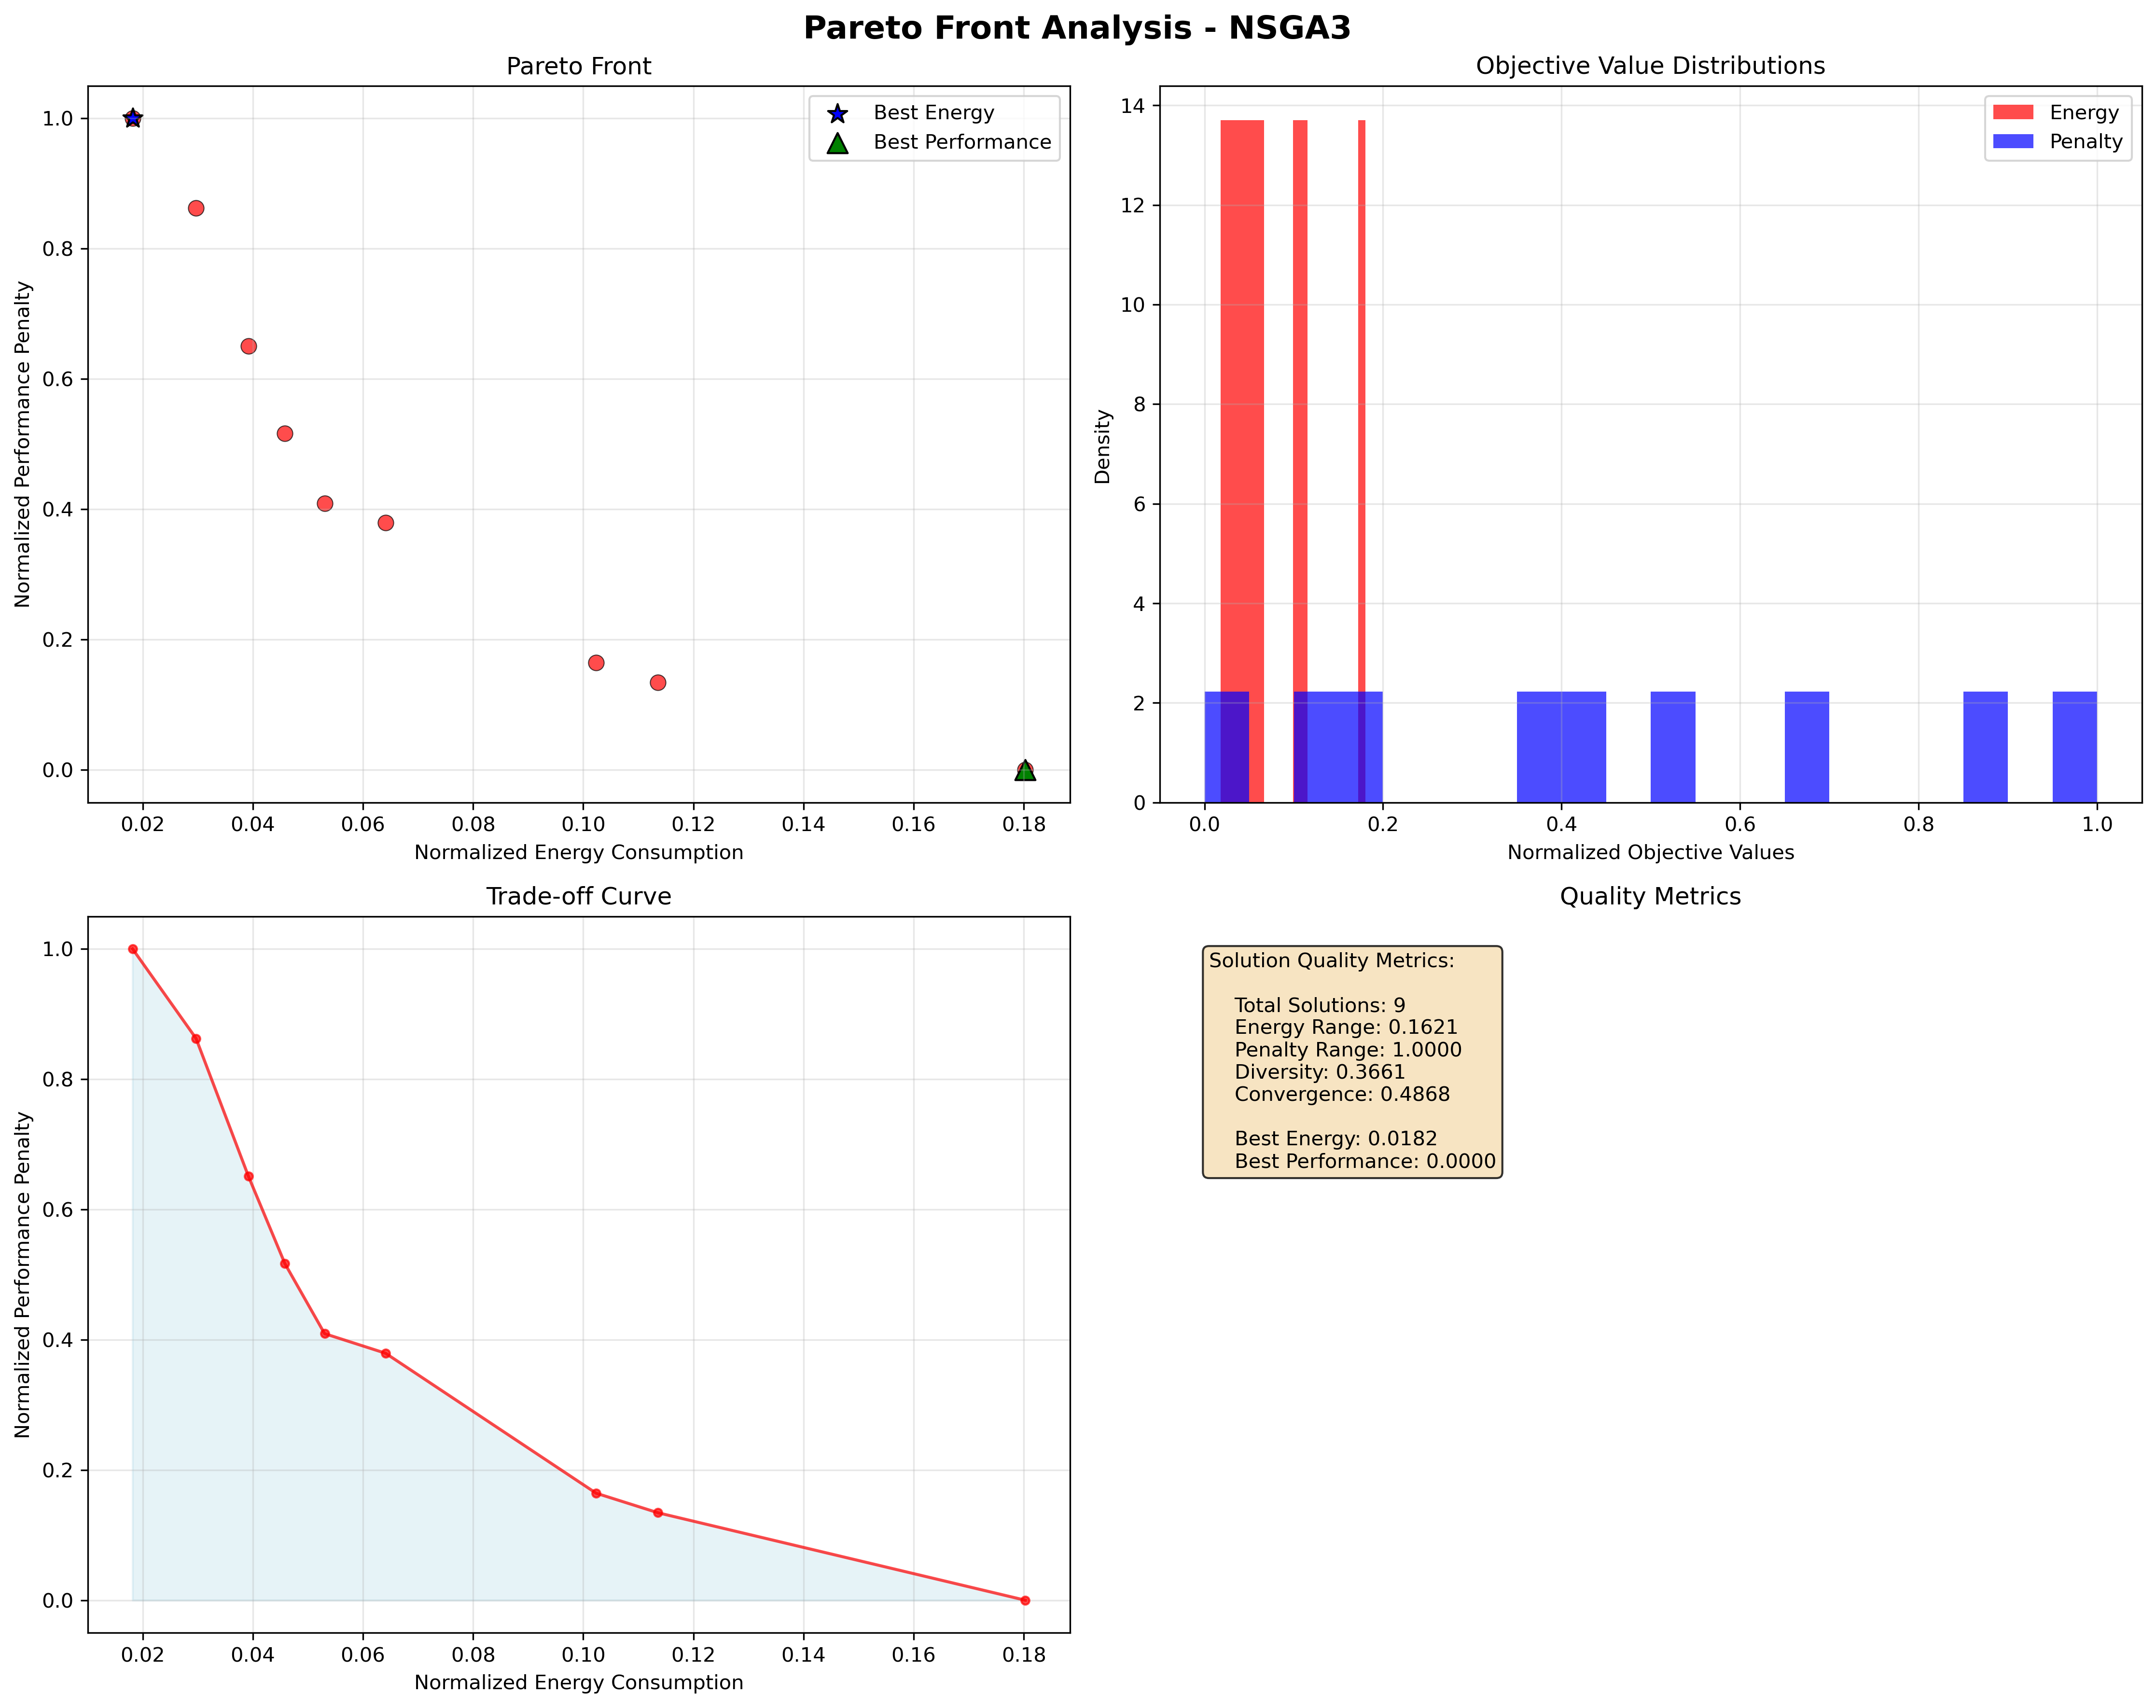 Pareto Front Analysis - NSGA3
Pareto Front
Best Energy
Best Performance
1.0
0.8
0.6
0.4
0.2
0.0
Normalized Performance Penalty
0.02 0.04 0.06 0.08 0.10 0.12 0.14 0.16 0.18
Normalized Energy Consumption
Objective Value Distributions
Energy
Penalty
14
12
10
8
6
4
2
0
Density
0.0 0.2 0.4 0.6 0.8 1.0
Normalized Objective Values
Trade-off Curve
1.0
0.8
0.6
0.4
0.2
0.0
Normalized Performance Penalty
0.02 0.04 0.06 0.08 0.10 0.12 0.14 0.16 0.18
Normalized Energy Consumption
Quality Metrics
Solution Quality Metrics:
Total Solutions: 9
Energy Range: 0.1621
Penalty Range: 1.0000
Diversity: 0.3661
Convergence: 0.4868
Best Energy: 0.0182
Best Performance: 0.0000